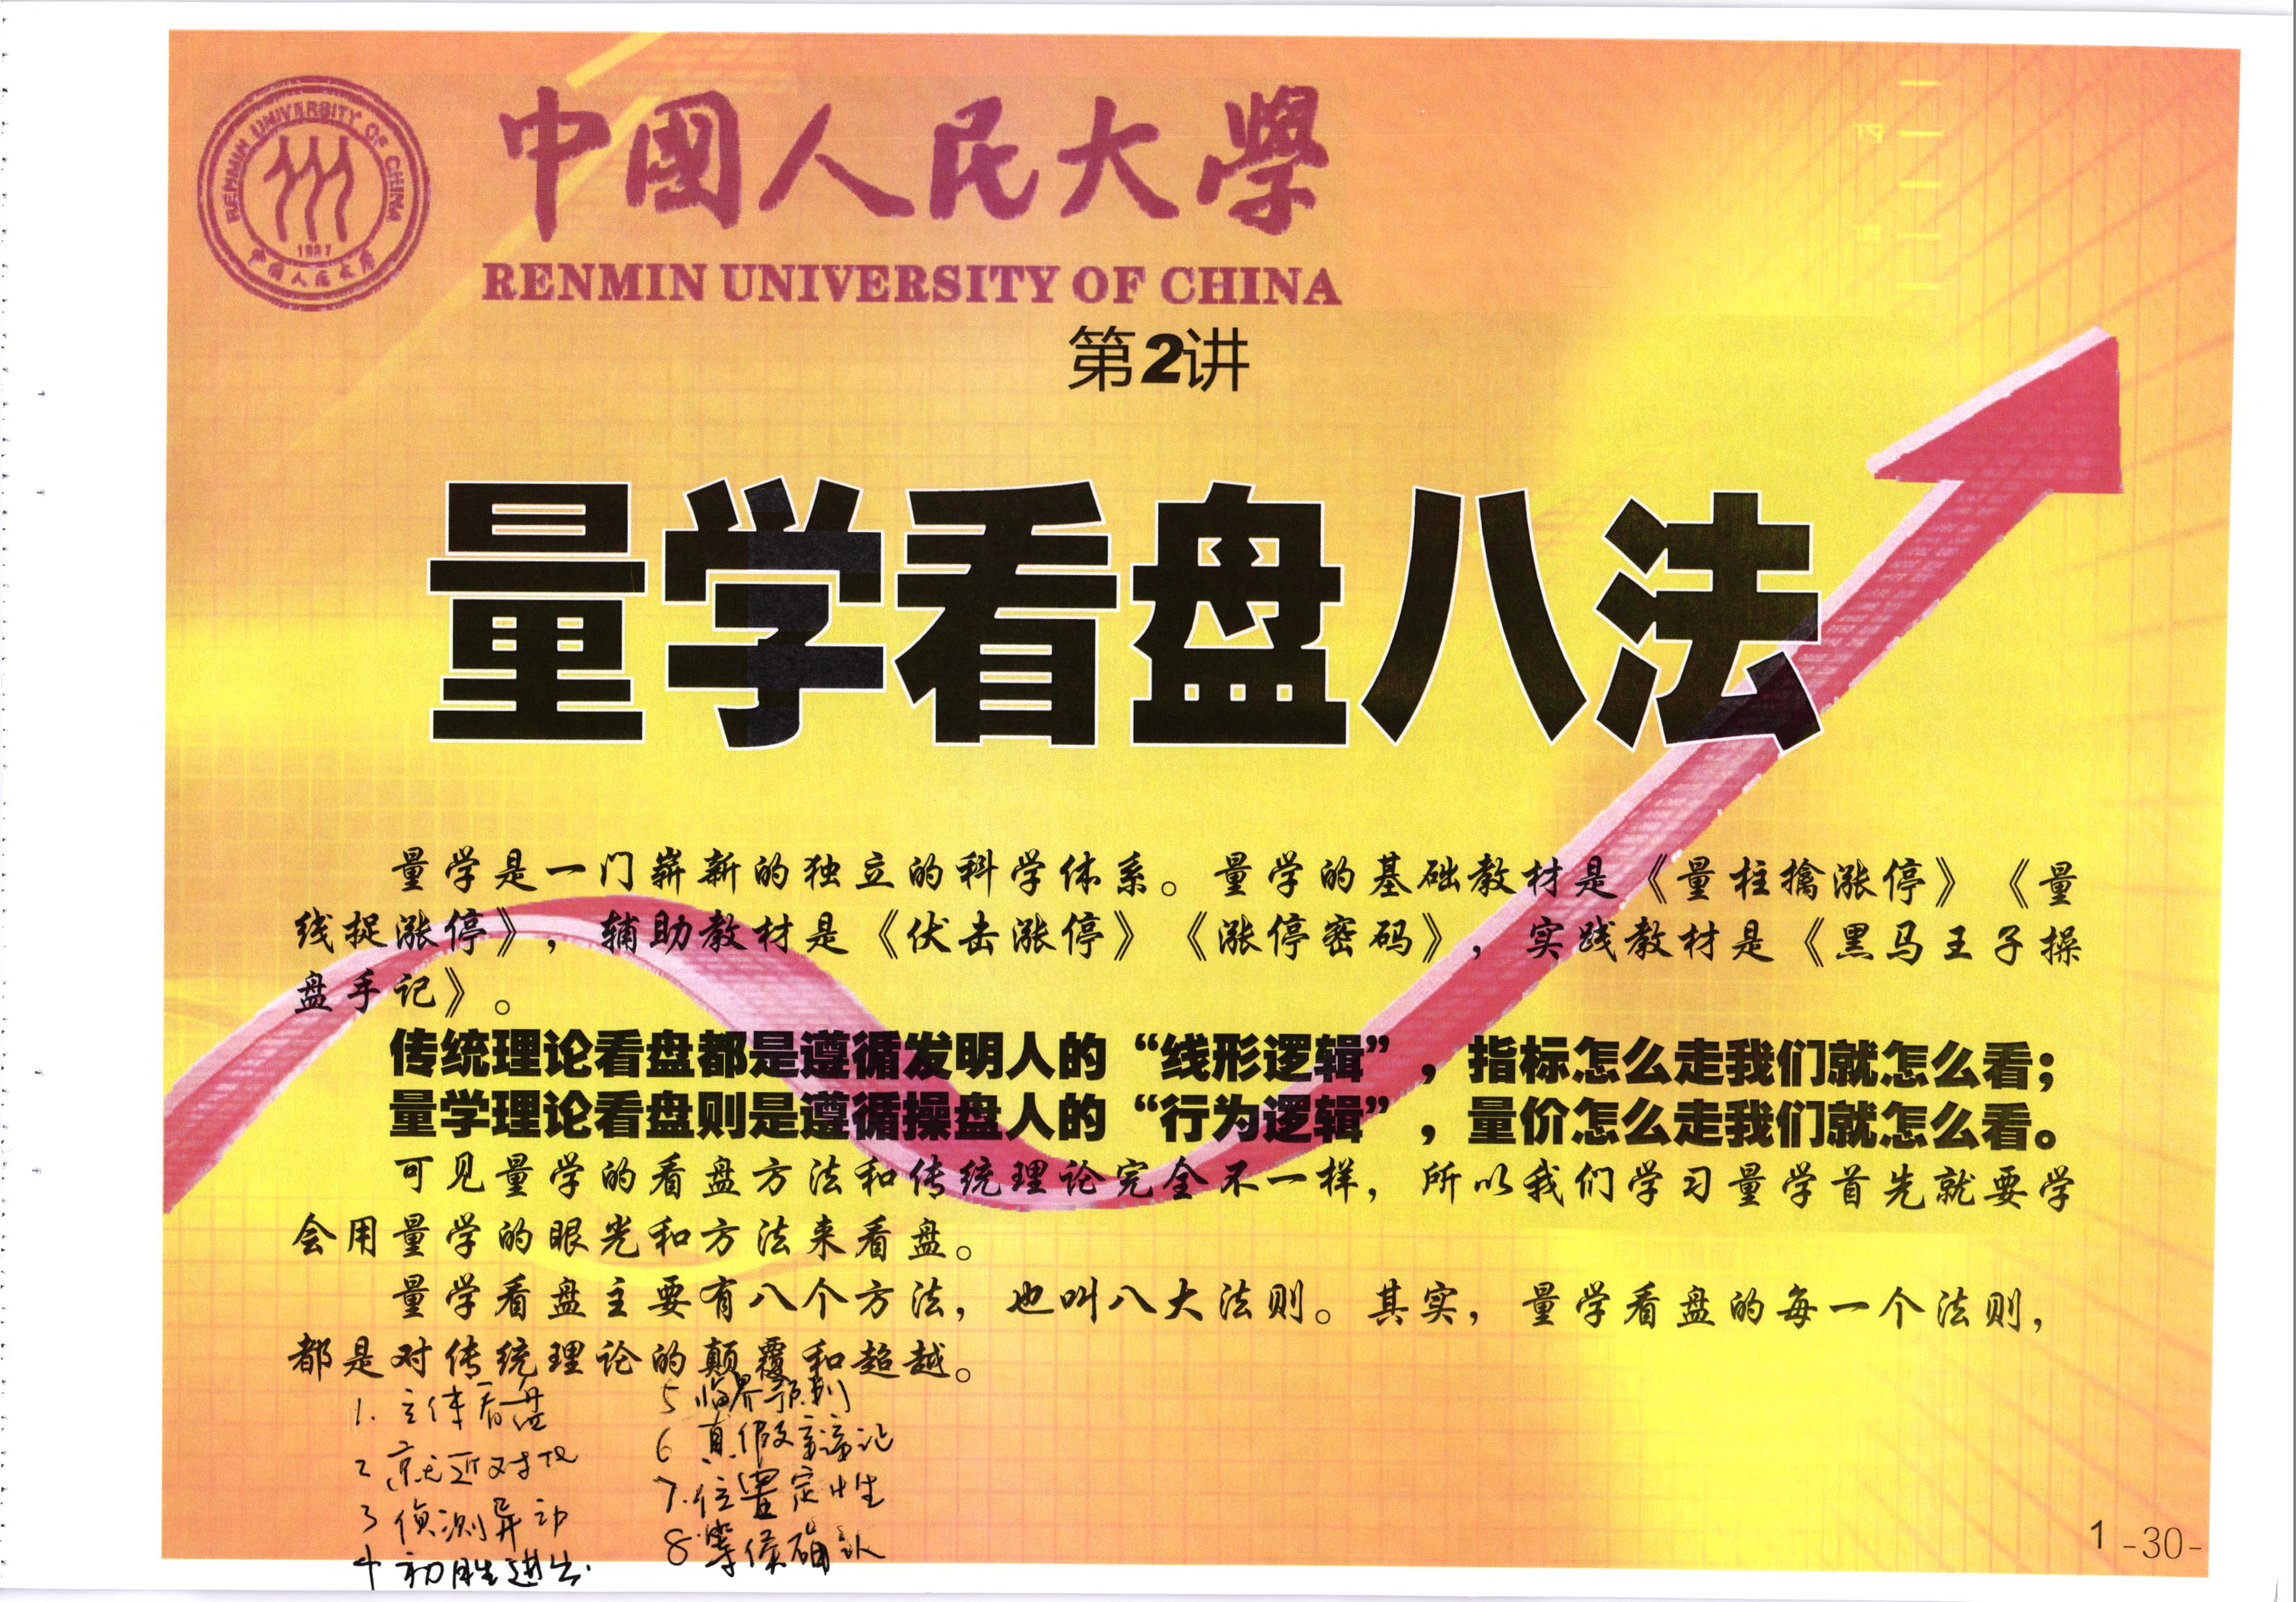 RENMIN UNIVERSITY OF CHINA
1937
中国人民大学
中國人民大學
RENMIN UNIVERSITY OF CHINA
第2讲
量学看盘八法
量学是一门崭新的独立的科学体系。量学的基础教材是《量柱擒涨停》《量
线捉涨停》，辅助教材是《伏击涨停》《涨停密码》，实践教材是《黑马王子操
盘手记》。
传统理论看盘都是遵循发明人的“线形逻辑”，指标怎么走我们就怎么看；
量学理论看盘则是遵循操盘人的“行为逻辑”，量价怎么走我们就怎么看。
可见量学的看盘方法和传统理论完全不一样，所以我们学习量学首先就要学
会用量学的眼光和方法来看盘。
量学看盘主要有八个方法，也叫八大法则。其实，量学看盘的每一个法则，
都是对传统理论的颠覆和超越。
1. 主体看盘
2 就近对比
3 侦测异动
4 初胜进出.
5 临界预判
6 真假辩论
7. 位置定性
8. 等候确认
1 -30-